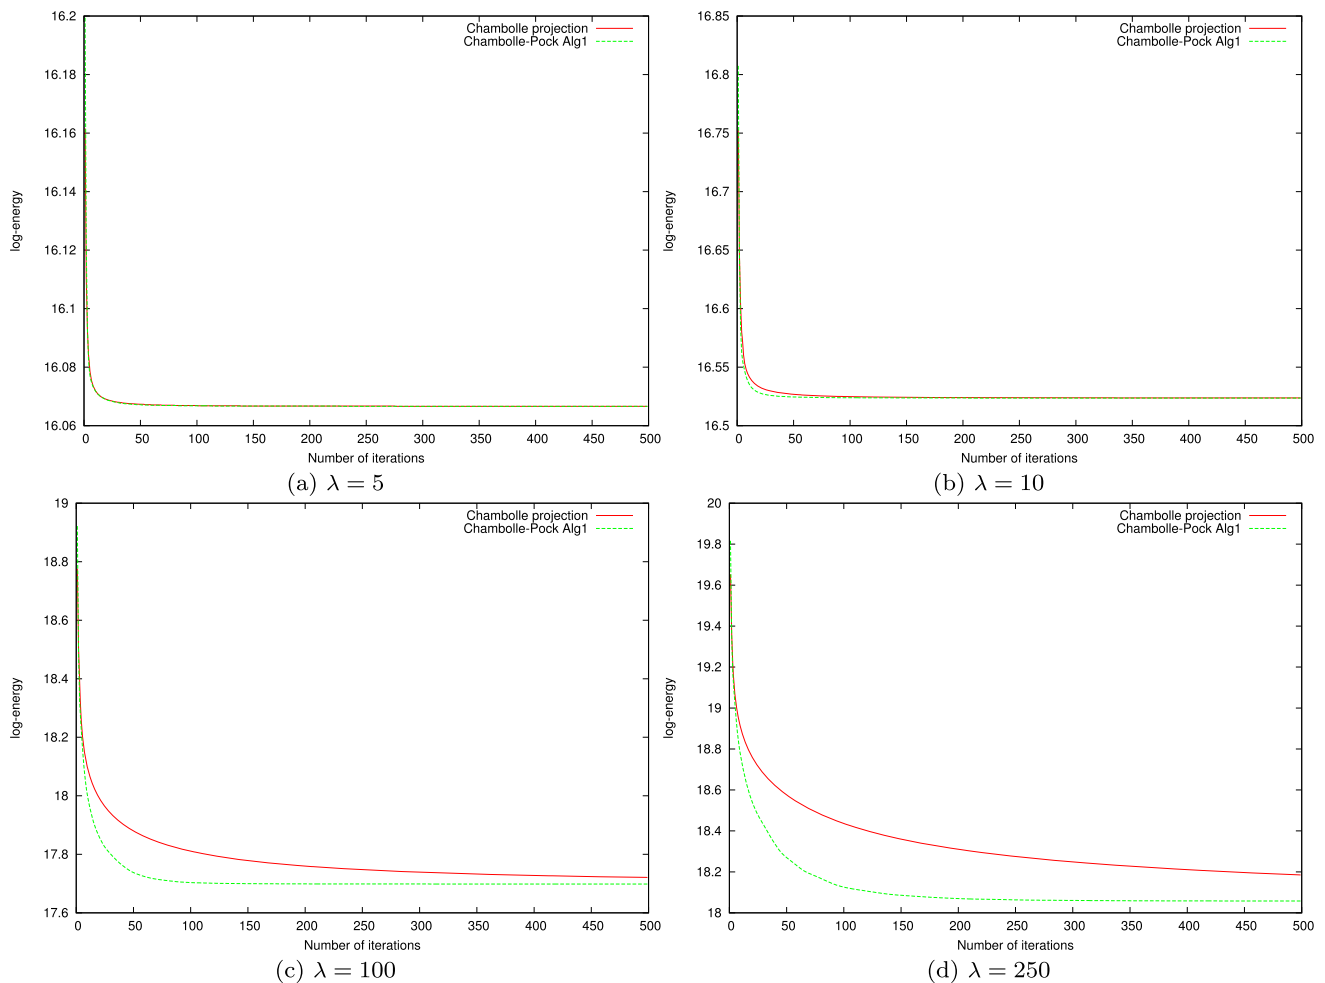 16.2
16.18
16.16
16.14
16.12
16.1
16.08
16.06
log-energy
Chambolle projection
Chambolle-Pock Alg1
0 50 100 150 200 250 300 350 400 450 500
Number of iterations
(a) λ = 5
16.85
16.8
16.75
16.7
16.65
16.6
16.55
16.5
log-energy
Chambolle projection
Chambolle-Pock Alg1
0 50 100 150 200 250 300 350 400 450 500
Number of iterations
(b) λ = 10
19
18.8
18.6
18.4
18.2
18
17.8
17.6
log-energy
Chambolle projection
Chambolle-Pock Alg1
0 50 100 150 200 250 300 350 400 450 500
Number of iterations
(c) λ = 100
20
19.8
19.6
19.4
19.2
19
18.8
18.6
18.4
18.2
18
log-energy
Chambolle projection
Chambolle-Pock Alg1
0 50 100 150 200 250 300 350 400 450 500
Number of iterations
(d) λ = 250